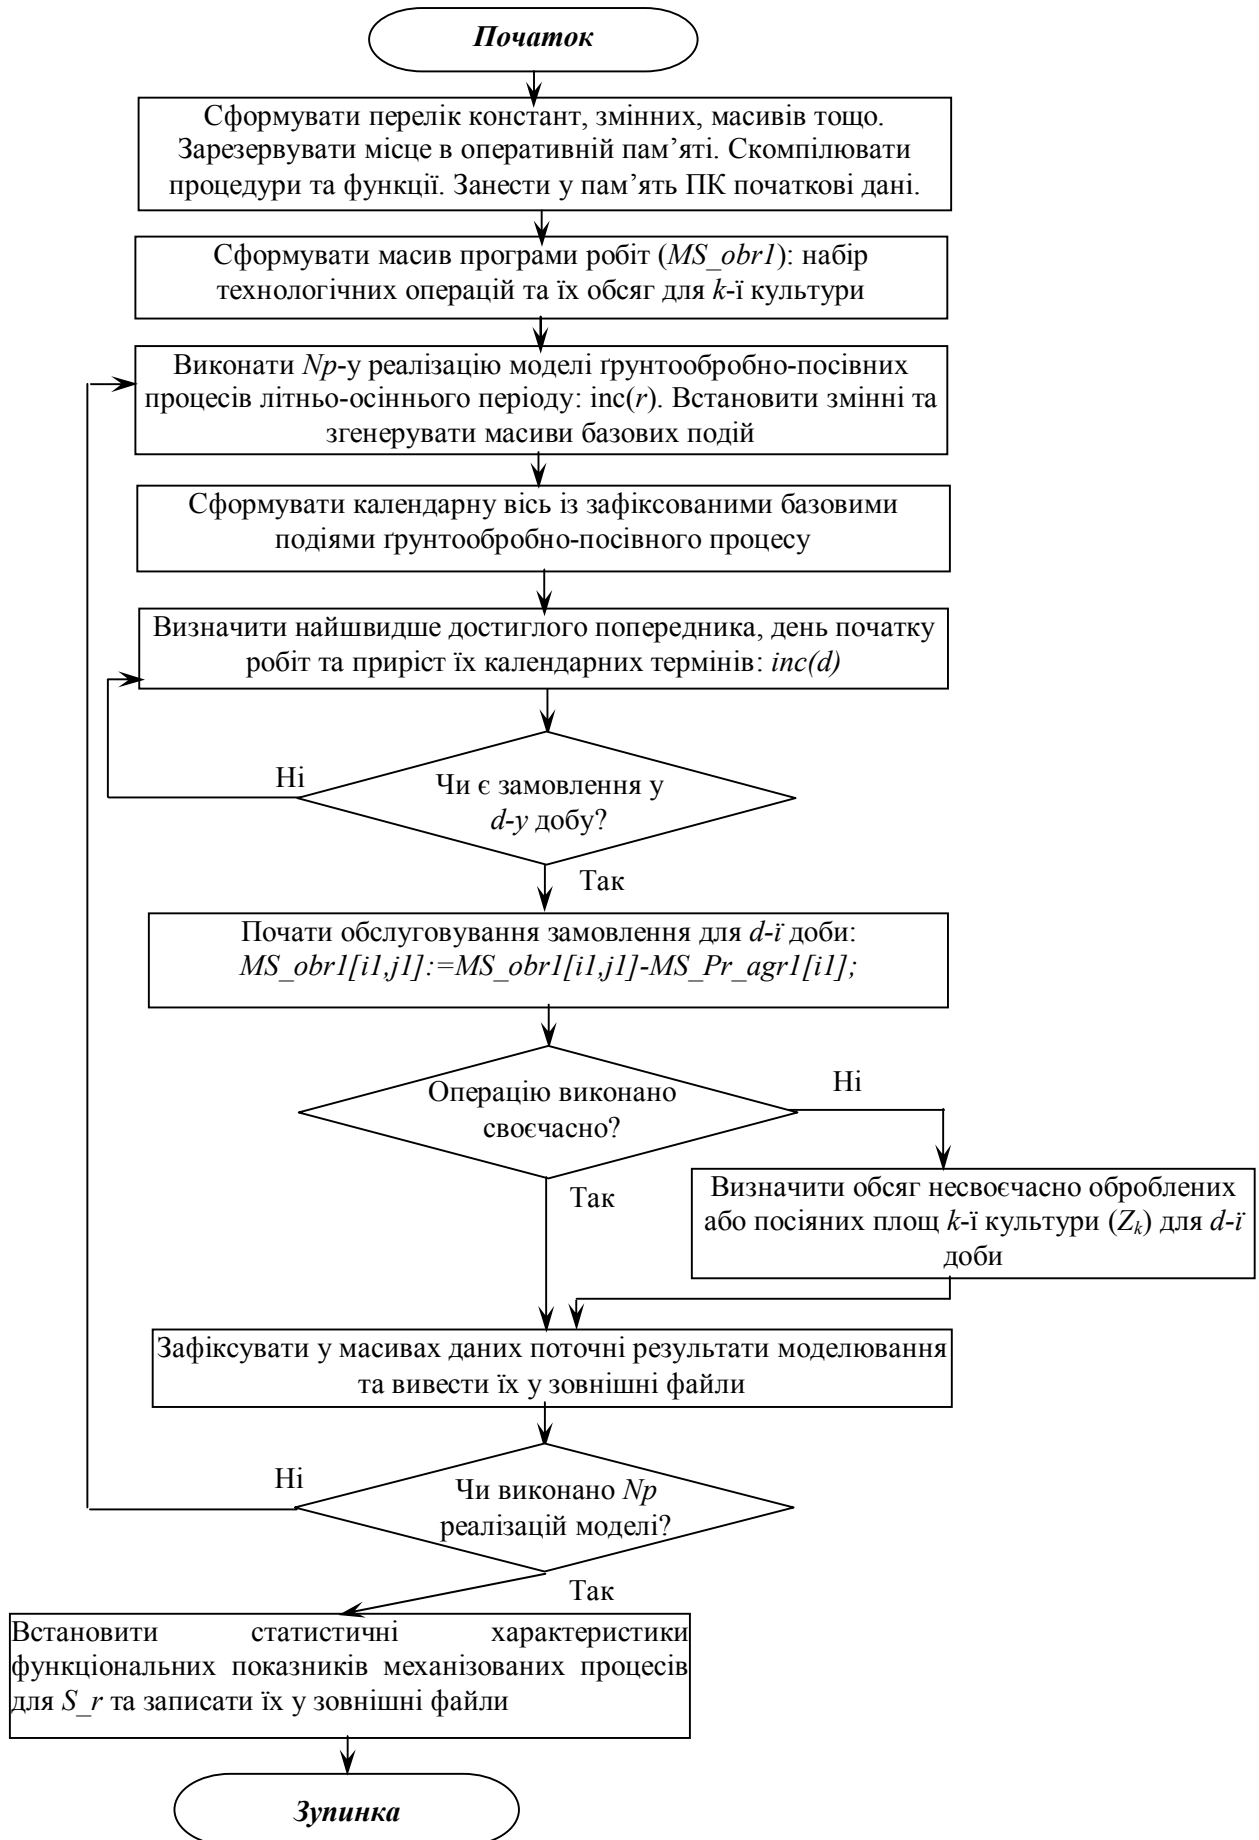 Початок
Сформувати перелік констант, змінних, масивів тощо.
Зарезервувати місце в оперативній пам’яті. Скомпілювати
процедури та функції. Занести у пам’ять ПК початкові дані.
Сформувати масив програми робіт (MS_obr1): набір
технологічних операцій та їх обсяг для k-ї культури
Виконати Np-у реалізацію моделі ґрунтообробно-посівних
процесів літньо-осіннього періоду: inc(r). Встановити змінні та
згенерувати масиви базових подій
Сформувати календарну вісь із зафіксованими базовими
подіями ґрунтообробно-посівного процесу
Визначити найшвидше достиглого попередника, день початку
робіт та приріст їх календарних термінів: inc(d)
Ні
Чи є замовлення у
d-у добу?
Так
Почати обслуговування замовлення для d-ї доби:
MS_obr1[i1,j1]:=MS_obr1[i1,j1]-MS_Pr_agr1[i1];
Операцію виконано
своєчасно?
Ні
Так
Визначити обсяг несвоєчасно оброблених
або посіяних площ k-ї культури (Zk) для d-ї
доби
Зафіксувати у масивах даних поточні результати моделювання
та вивести їх у зовнішні файли
Ні
Чи виконано Np
реалізацій моделі?
Так
Встановити статистичні характеристики
функціональних показників механізованих процесів
для S_r та записати їх у зовнішні файли
Зупинка